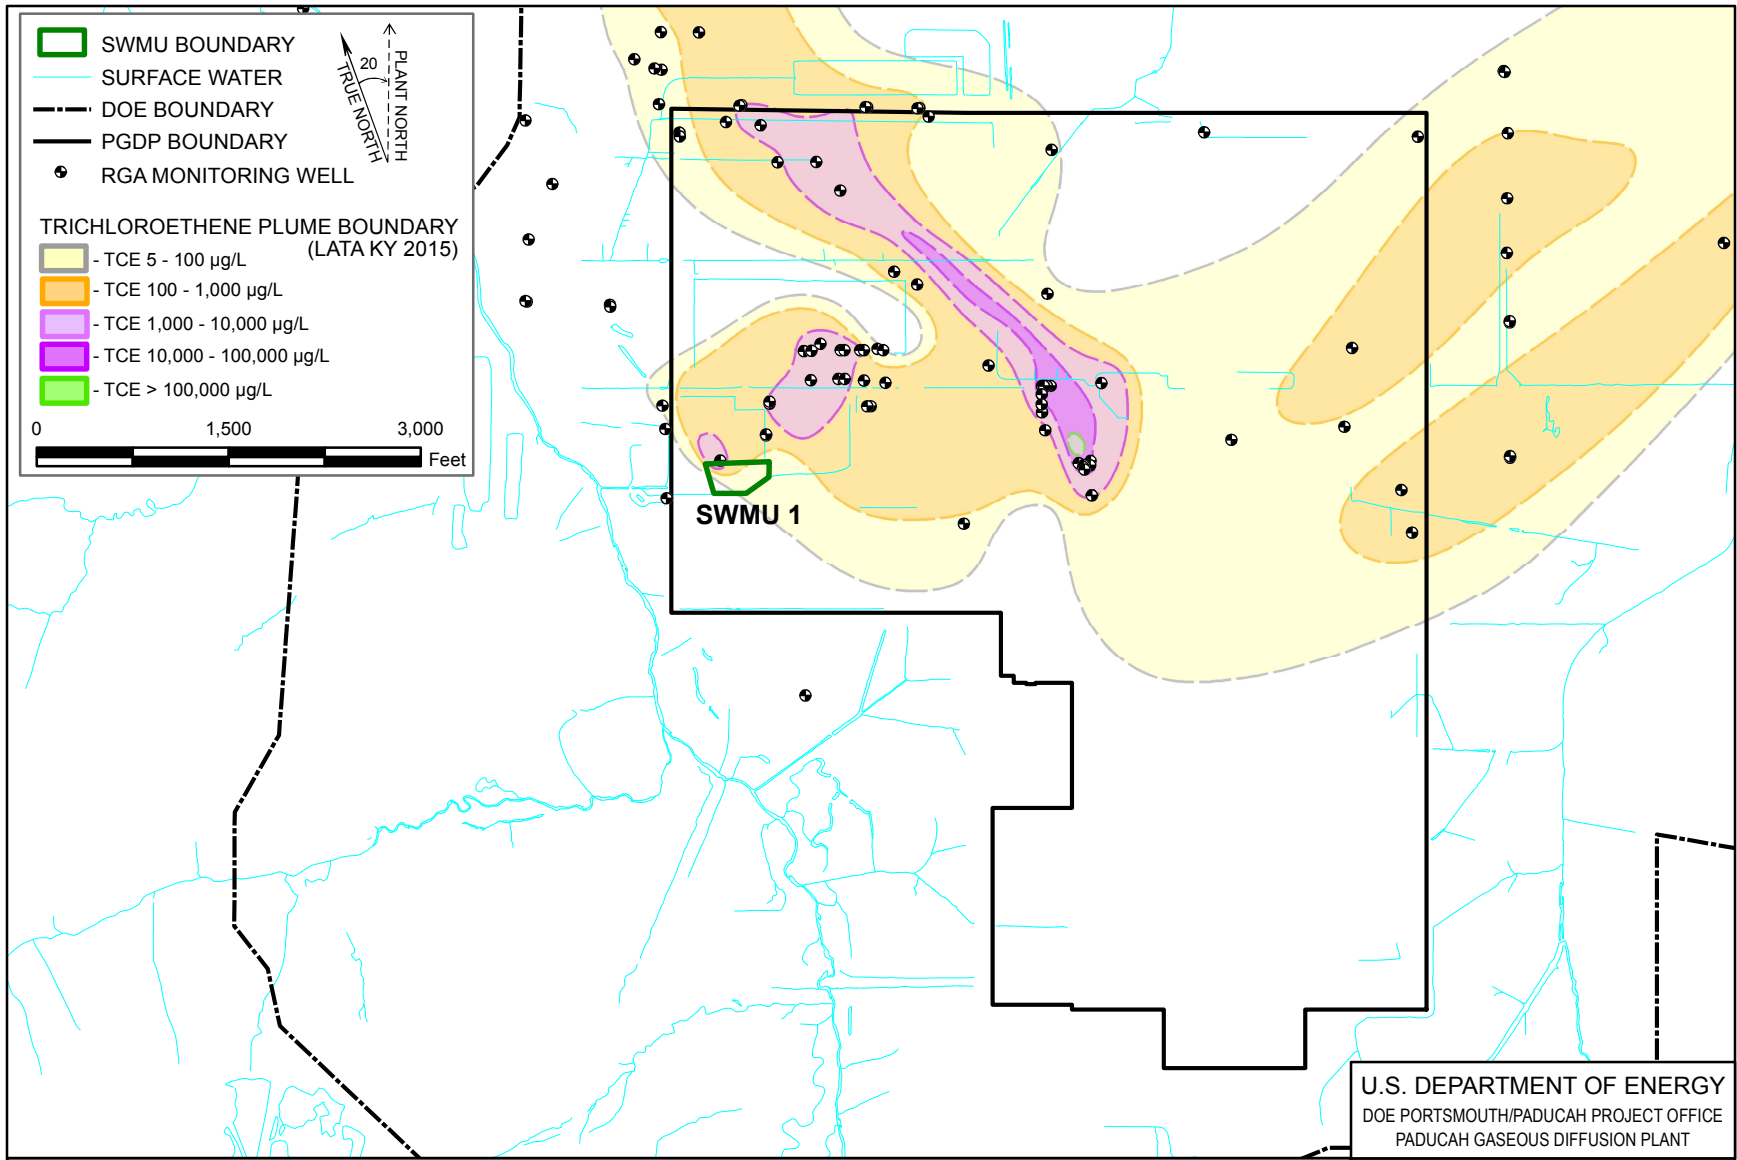 SWMU BOUNDARY
SURFACE WATER
DOE BOUNDARY
PGDP BOUNDARY
RGA MONITORING WELL
20
TRUE NORTH
PLANT NORTH
TRICHLOROETHENE PLUME BOUNDARY
(LATA KY 2015)
- TCE 5 - 100 µg/L
- TCE 100 - 1,000 µg/L
- TCE 1,000 - 10,000 µg/L
- TCE 10,000 - 100,000 µg/L
- TCE > 100,000 µg/L
0 1,500 3,000
Feet
SWMU 1
U.S. DEPARTMENT OF ENERGY
DOE PORTSMOUTH/PADUCAH PROJECT OFFICE
PADUCAH GASEOUS DIFFUSION PLANT